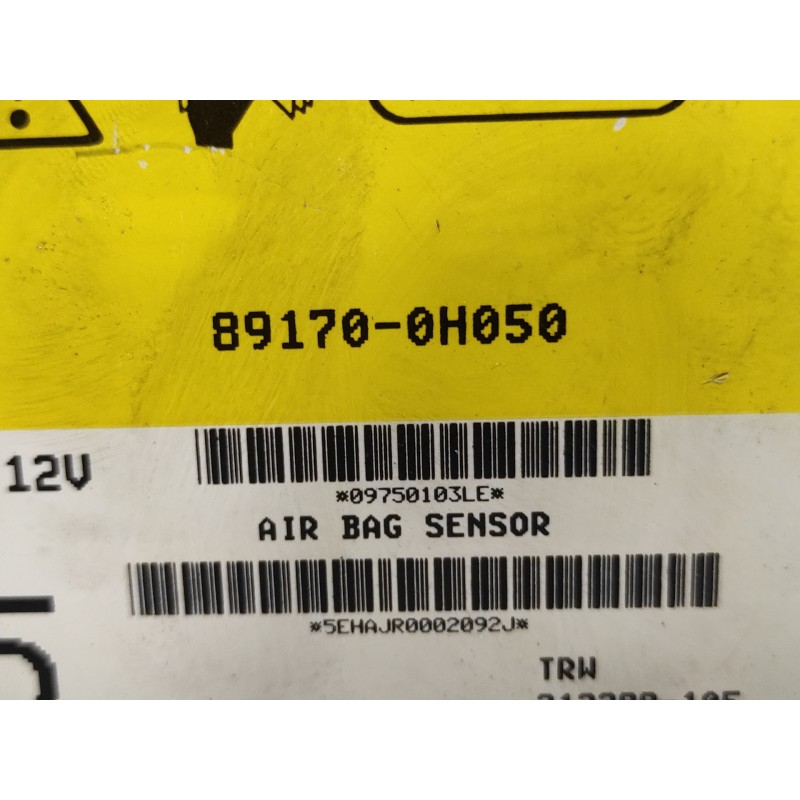 89170-0H050
12V
*09750103LE*
AIR BAG SENSOR
*5EHAJR0002092J*
TRW